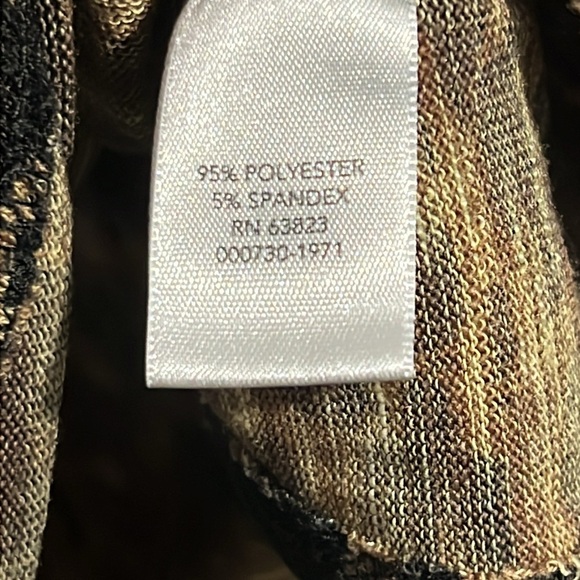 95% POLYESTER
5% SPANDEX
RN 63823
000730-1971